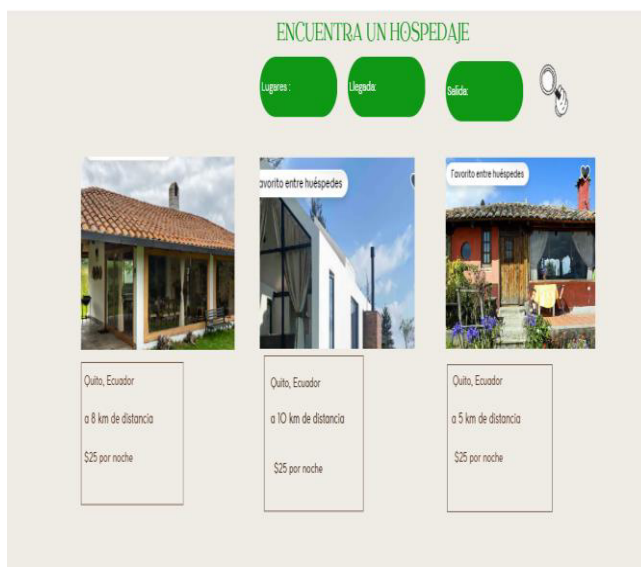 ENCUENTRA UN HOSPEDAJE
Lugares :
Llegada:
Salida:
avorito entre huéspedes
Favorito entre huéspedes
Quito, Ecuador
a 8 km de distancia
$25 por noche
Quito, Ecuador
a 10 km de distancia
$25 por noche
Quito, Ecuador
a 5 km de distancia
$25 por noche